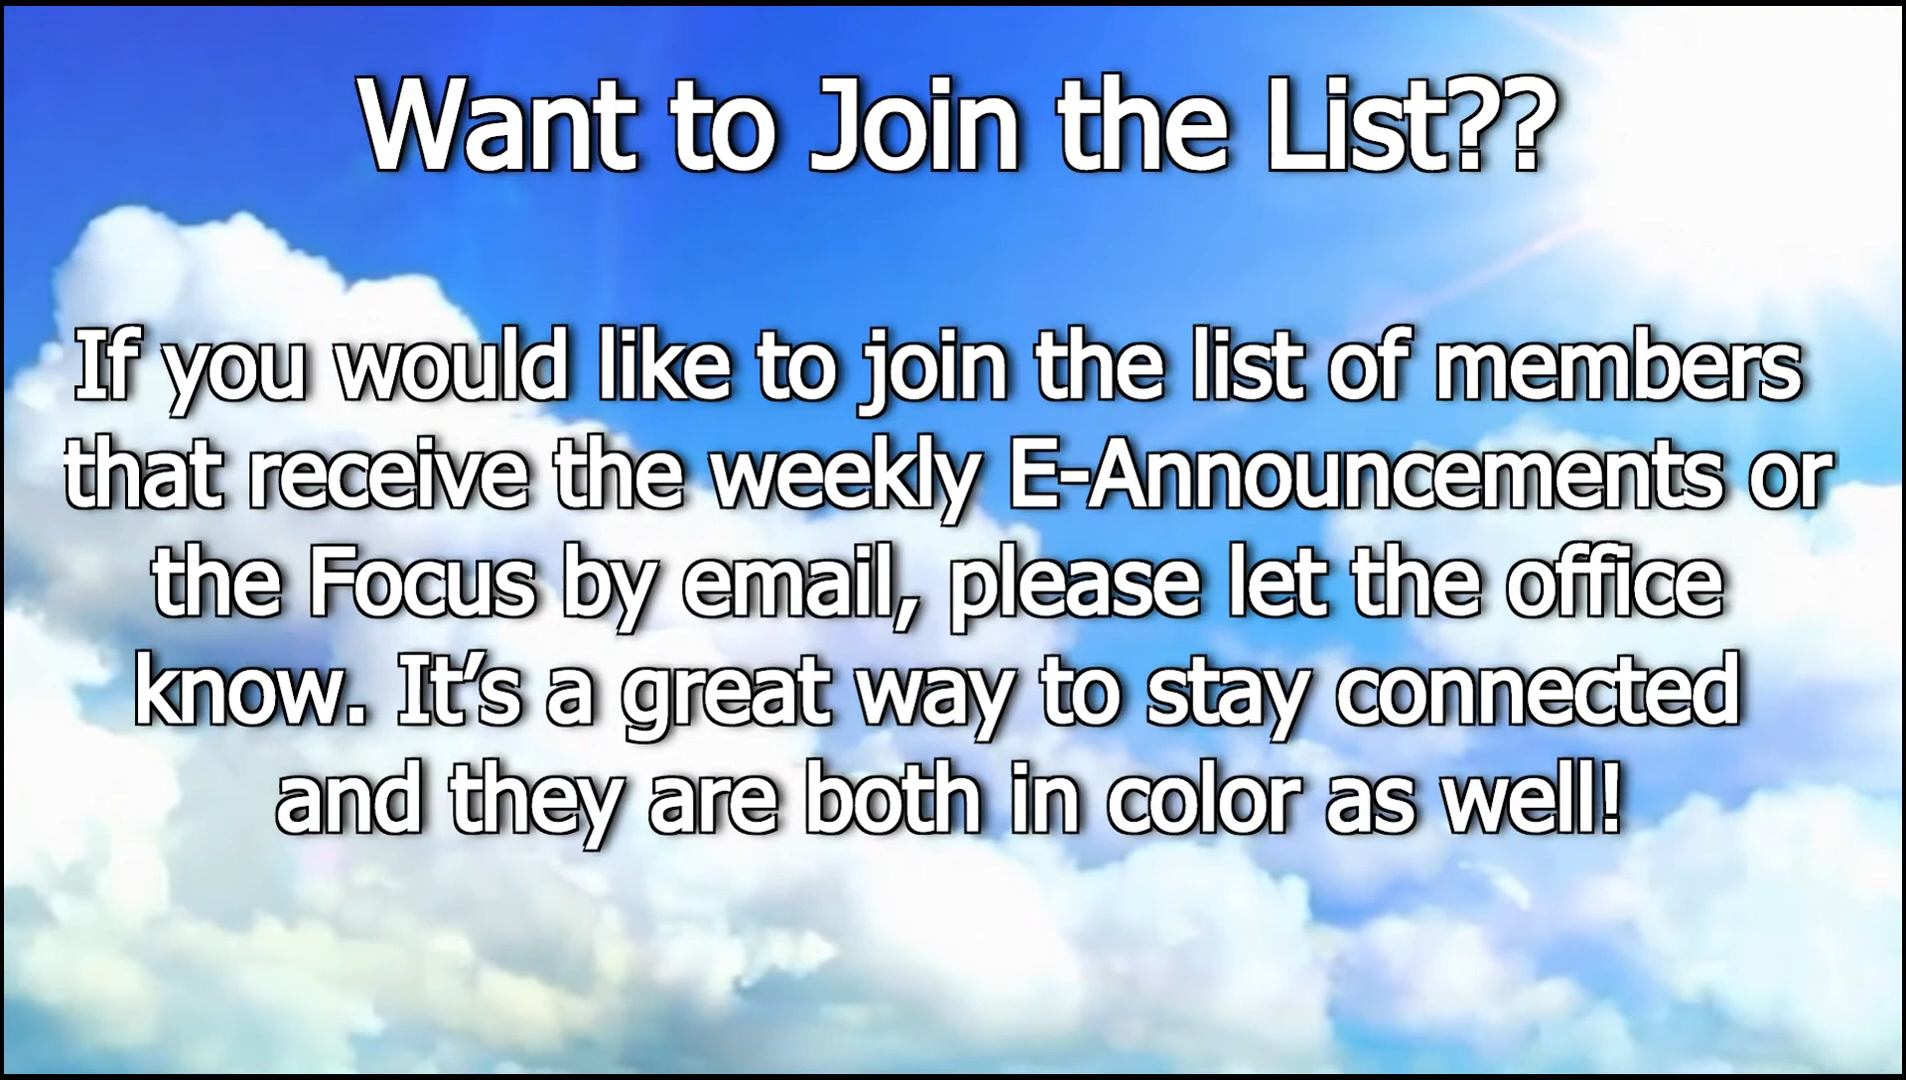 Want to Join the List??
If you would like to join the list of members
that receive the weekly E-Announcements or
the Focus by email, please let the office
know. It’s a great way to stay connected
and they are both in color as well!